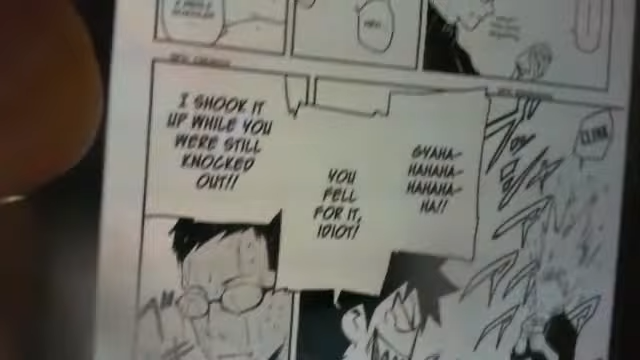 GYAHA-
HAHAHA-
HAHAHA-
HA!!
YOU
FELL
FOR IT,
IDIOT!
I SHOOK IT
UP WHILE YOU
WERE STILL
KNOCKED
OUT!!
CLINK